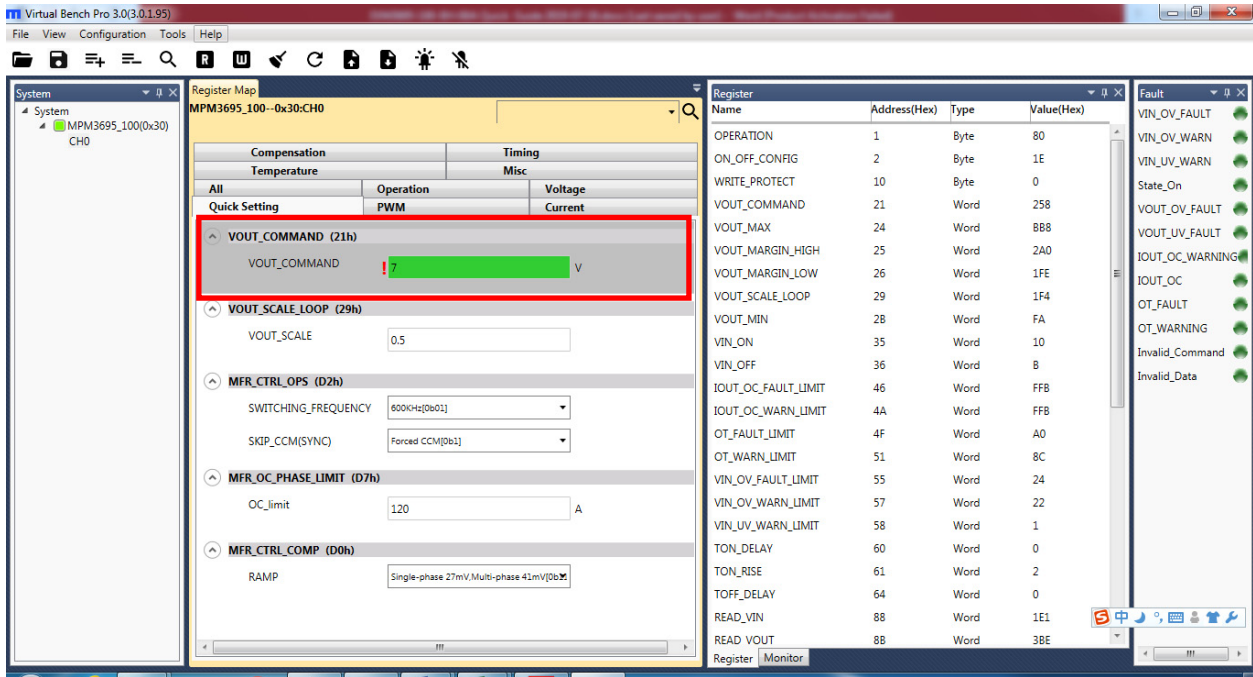 Virtual Bench Pro 3.0(3.0.1.95)
File View Configuration Tools Help
R W C
System
System
MPM3695_100(0x30)
CH0
Register Map
MPM3695_100--0x30:CH0
Compensation Timing
Temperature Misc
All Operation Voltage
Quick Setting PWM Current
VOUT_COMMAND (21h)
VOUT_COMMAND ! 7 V
VOUT_SCALE_LOOP (29h)
VOUT_SCALE 0.5
MFR_CTRL_OPS (D2h)
SWITCHING_FREQUENCY 600KHz[0b01]
SKIP_CCM(SYNC) Forced CCM[0b1]
MFR_OC_PHASE_LIMIT (D7h)
OC_limit 120 A
MFR_CTRL_COMP (D0h)
RAMP Single-phase 27mV,Multi-phase 41mV[0b
Register
Name Address(Hex) Type Value(Hex)
OPERATION 1 Byte 80
ON_OFF_CONFIG 2 Byte 1E
WRITE_PROTECT 10 Byte 0
VOUT_COMMAND 21 Word 258
VOUT_MAX 24 Word BB8
VOUT_MARGIN_HIGH 25 Word 2A0
VOUT_MARGIN_LOW 26 Word 1FE
VOUT_SCALE_LOOP 29 Word 1F4
VOUT_MIN 2B Word FA
VIN_ON 35 Word 10
VIN_OFF 36 Word B
IOUT_OC_FAULT_LIMIT 46 Word FFB
IOUT_OC_WARN_LIMIT 4A Word FFB
OT_FAULT_LIMIT 4F Word A0
OT_WARN_LIMIT 51 Word 8C
VIN_OV_FAULT_LIMIT 55 Word 24
VIN_OV_WARN_LIMIT 57 Word 22
VIN_UV_WARN_LIMIT 58 Word 1
TON_DELAY 60 Word 0
TON_RISE 61 Word 2
TOFF_DELAY 64 Word 0
READ_VIN 88 Word 1E1
READ_VOUT 8B Word 3BE
Register Monitor
Fault
VIN_OV_FAULT
VIN_OV_WARN
VIN_UV_WARN
State_On
VOUT_OV_FAULT
VOUT_UV_FAULT
IOUT_OC_WARNING
IOUT_OC
OT_FAULT
OT_WARNING
Invalid_Command
Invalid_Data
S 中